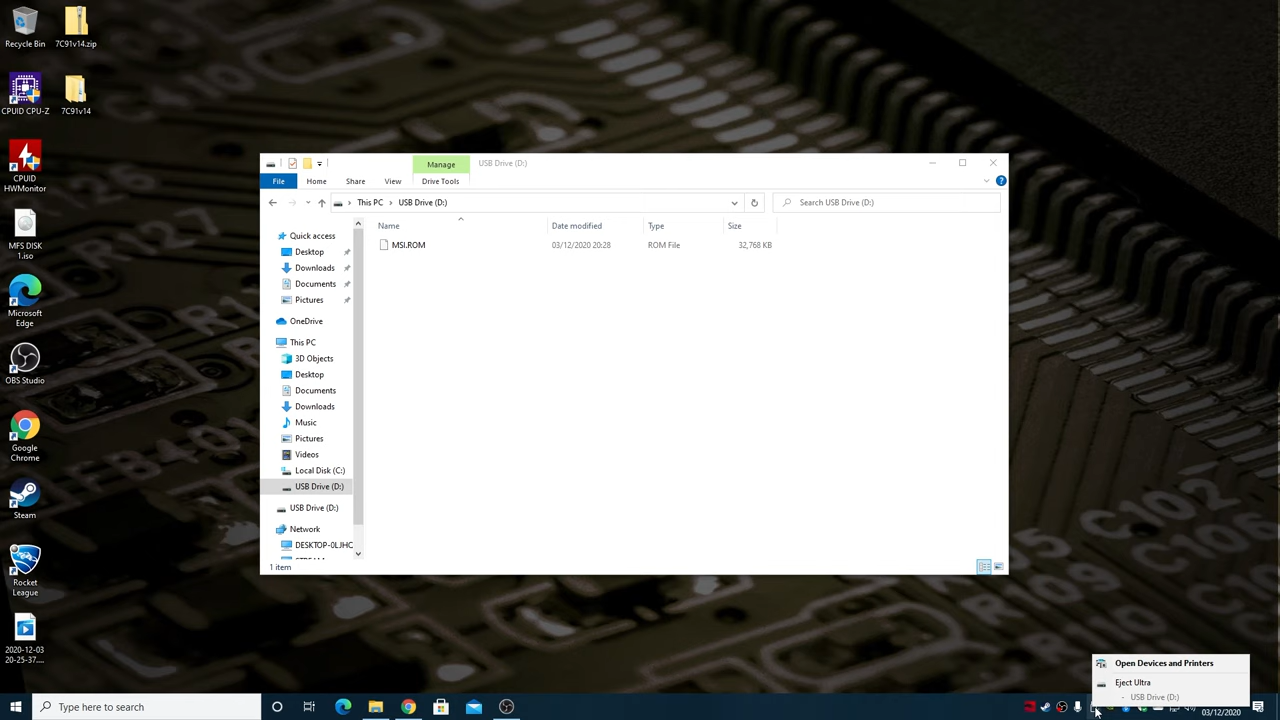 Recycle Bin
7C91v14.zip
CPUID CPU-Z
7C91v14
CPUID
HWMonitor
MFS DISK
1.iso
Microsoft
Edge
OBS Studio
Google
Chrome
Steam
Rocket
League
2020-12-03
20-25-37....
Manage
USB Drive (D:)
File
Home
Share
View
Drive Tools
This PC
USB Drive (D:)
Search USB Drive (D:)
Name
Date modified
Type
Size
MSI.ROM
03/12/2020 20:28
ROM File
32,768 KB
Quick access
Desktop
Downloads
Documents
Pictures
OneDrive
This PC
3D Objects
Desktop
Documents
Downloads
Music
Pictures
Videos
Local Disk (C:)
USB Drive (D:)
USB Drive (D:)
Network
DESKTOP-0LJHC
1 item
Open Devices and Printers
Eject Ultra
- USB Drive (D:)
Type here to search
03/12/2020